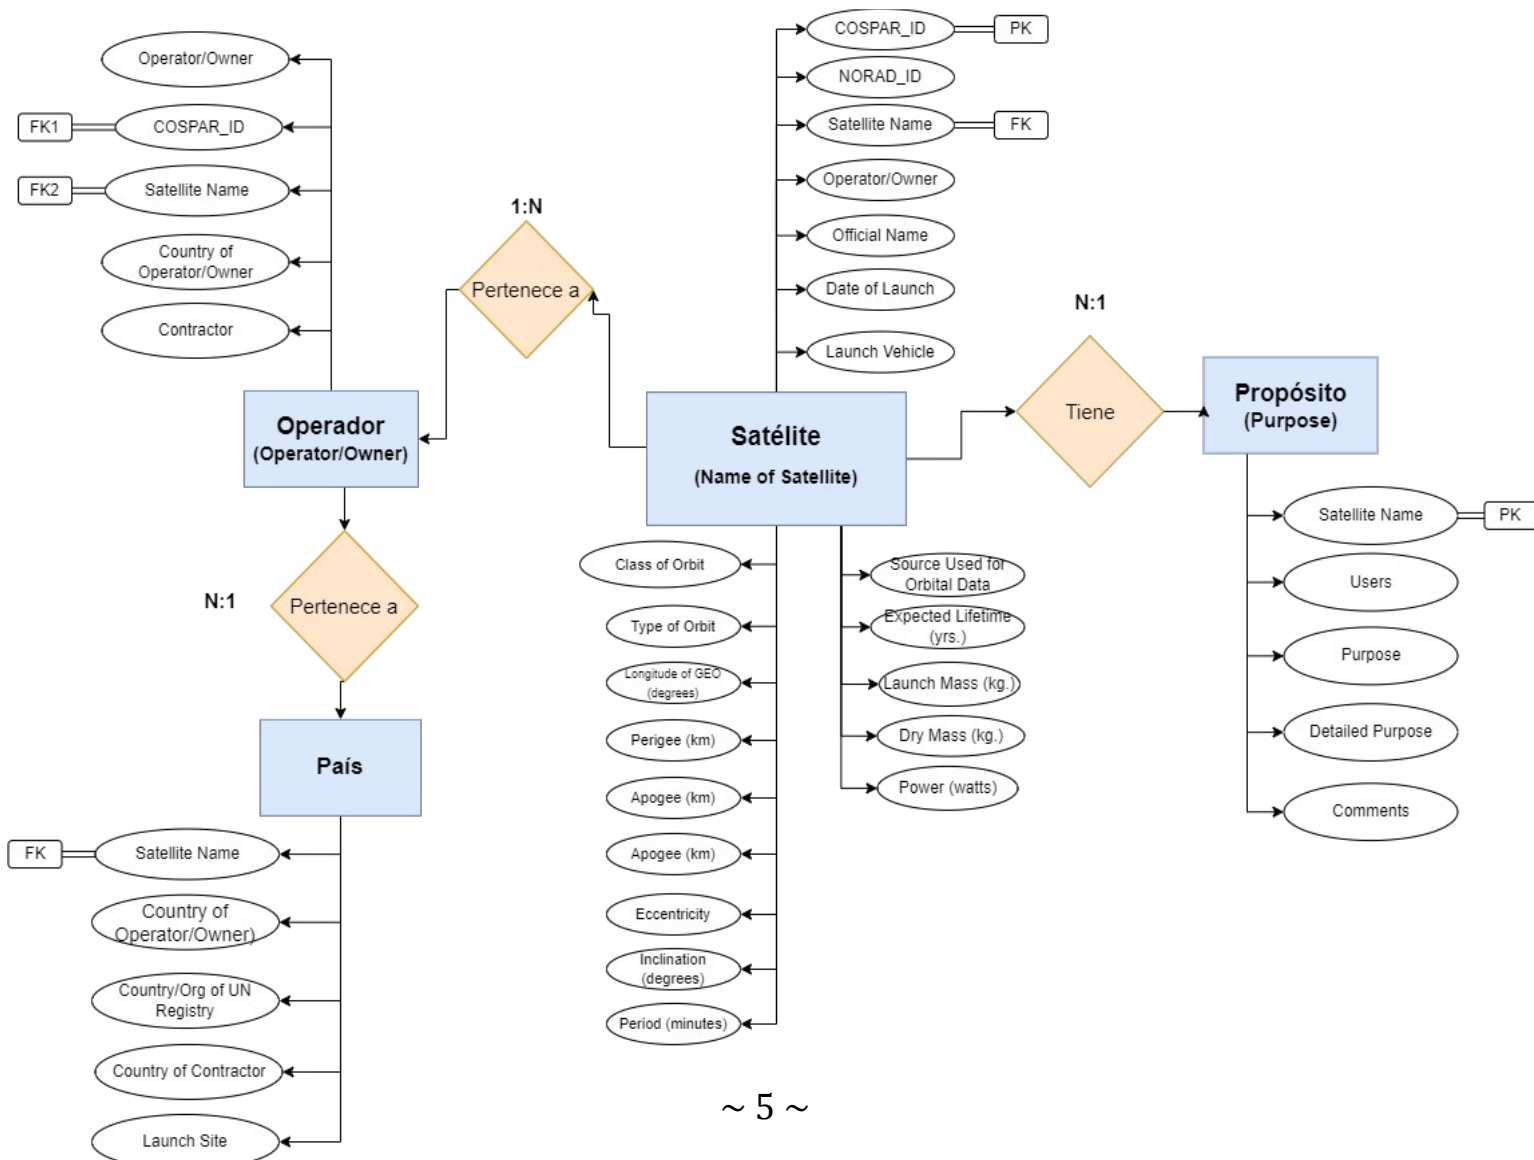 COSPAR_ID
PK
NORAD_ID
Satellite Name
FK
Operator/Owner
Official Name
Date of Launch
Launch Vehicle
Operator/Owner
FK1
COSPAR_ID
FK2
Satellite Name
Country of
Operator/Owner
Contractor
1:N
Pertenece a
N:1
Tiene
Operador
(Operator/Owner)
Satélite
(Name of Satellite)
Propósito
(Purpose)
N:1
Pertenece a
País
FK
Satellite Name
Country of
Operator/Owner)
Country/Org of UN
Registry
Country of Contractor
Launch Site
Class of Orbit
Type of Orbit
Longitude of GEO
(degrees)
Perigee (km)
Apogee (km)
Apogee (km)
Eccentricity
Inclination
(degrees)
Period (minutes)
Source Used for
Orbital Data
Expected Lifetime
(yrs.)
Launch Mass (kg.)
Dry Mass (kg.)
Power (watts)
Satellite Name
PK
Users
Purpose
Detailed Purpose
Comments
~ 5 ~